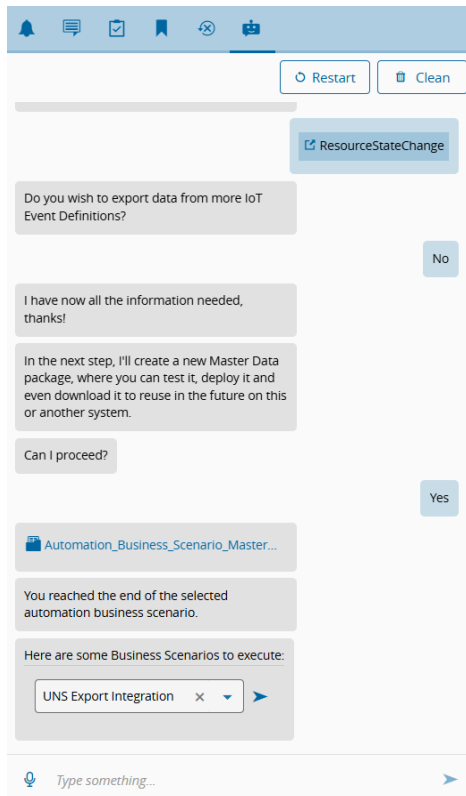 Restart
Clean
ResourceStateChange
Do you wish to export data from more IoT
Event Definitions?
No
I have now all the information needed,
thanks!
In the next step, I'll create a new Master Data
package, where you can test it, deploy it and
even download it to reuse in the future on this
or another system.
Can I proceed?
Yes
Automation_Business_Scenario_Master...
You reached the end of the selected
automation business scenario.
Here are some Business Scenarios to execute:
UNS Export Integration
Type something...